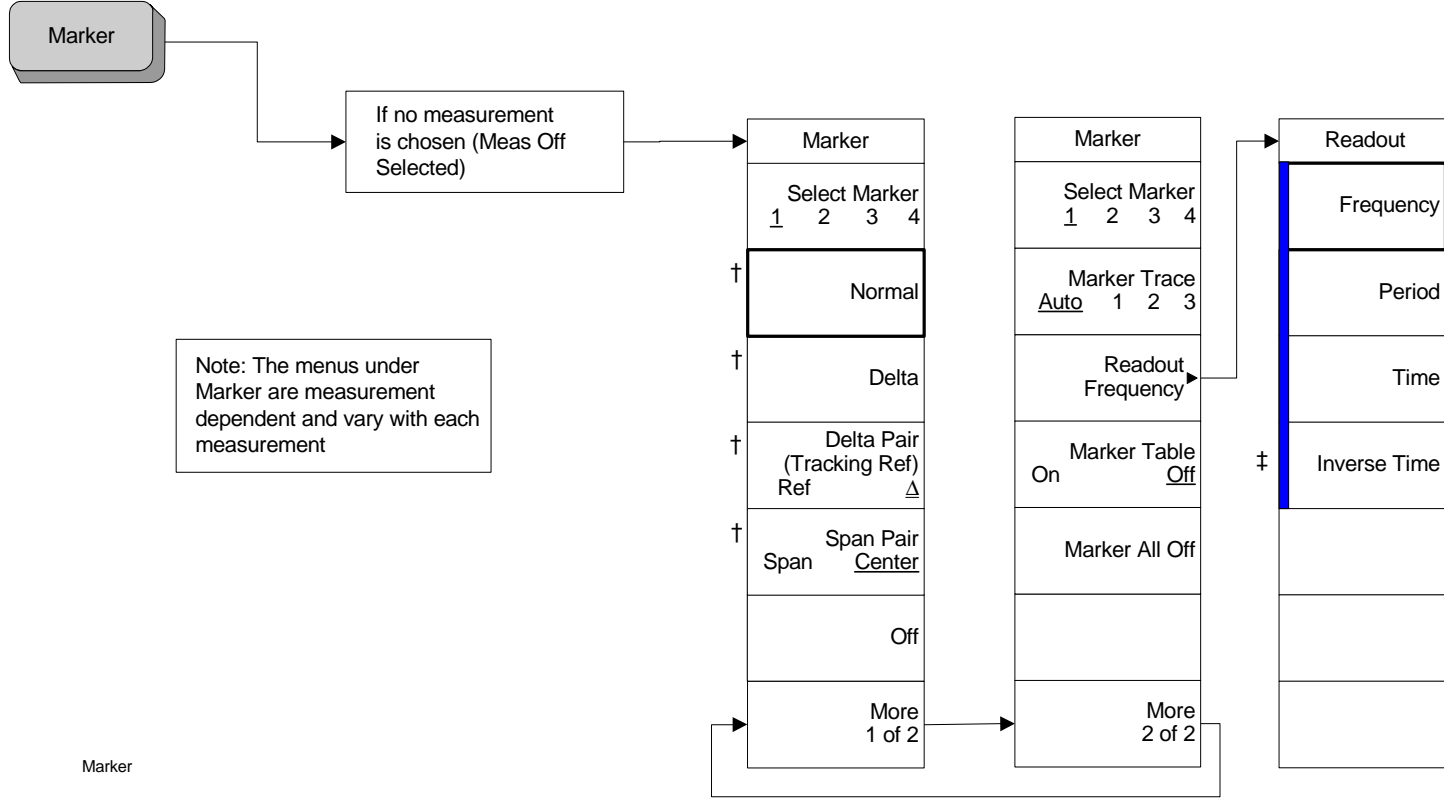 Marker
If no measurement
is chosen (Meas Off
Selected)
Note: The menus under
Marker are measurement
dependent and vary with each
measurement
Marker
Select Marker
1 2 3 4
†
Normal
†
Delta
†
Delta Pair
(Tracking Ref)
Ref Δ
†
Span Pair
Span Center
Off
More
1 of 2
Marker
Select Marker
1 2 3 4
Marker Trace
Auto 1 2 3
Readout
Frequency
Marker Table
On Off
Marker All Off
More
2 of 2
Readout
Frequency
Period
Time
‡
Inverse Time
Marker